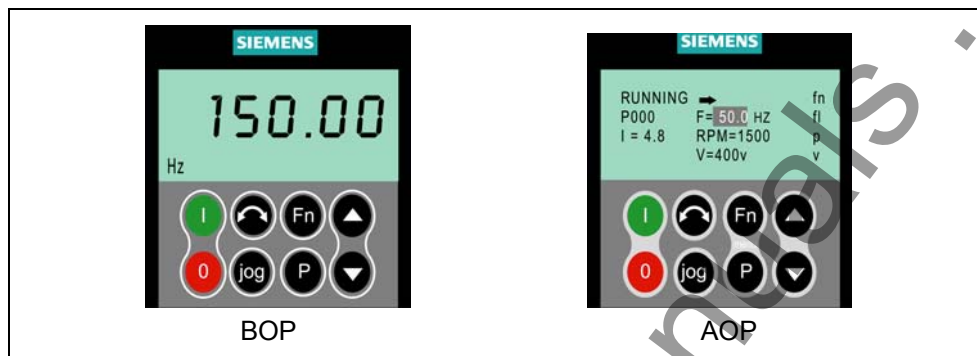 SIEMENS
150.00
Hz
I
Fn
0
jog
P
BOP
SIEMENS
RUNNING
fn
P000 F= 50.0 HZ fl
I = 4.8 RPM=1500 p
V=400v v
I
Fn
0
jog
P
AOP
nuals .